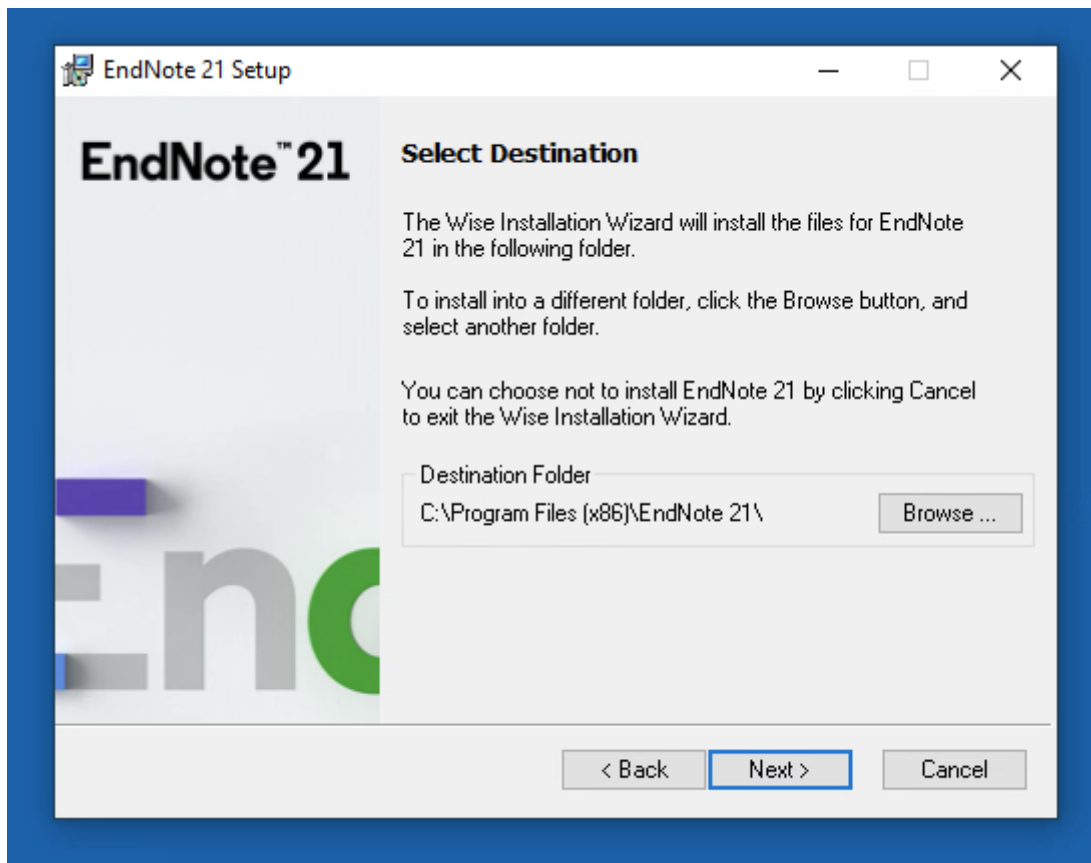 EndNote 21 Setup
EndNote™21
Select Destination
The Wise Installation Wizard will install the files for EndNote
21 in the following folder.
To install into a different folder, click the Browse button, and
select another folder.
You can choose not to install EndNote 21 by clicking Cancel
to exit the Wise Installation Wizard.
Destination Folder
C:\Program Files (x86)\EndNote 21\
Browse ...
En
< Back
Next >
Cancel